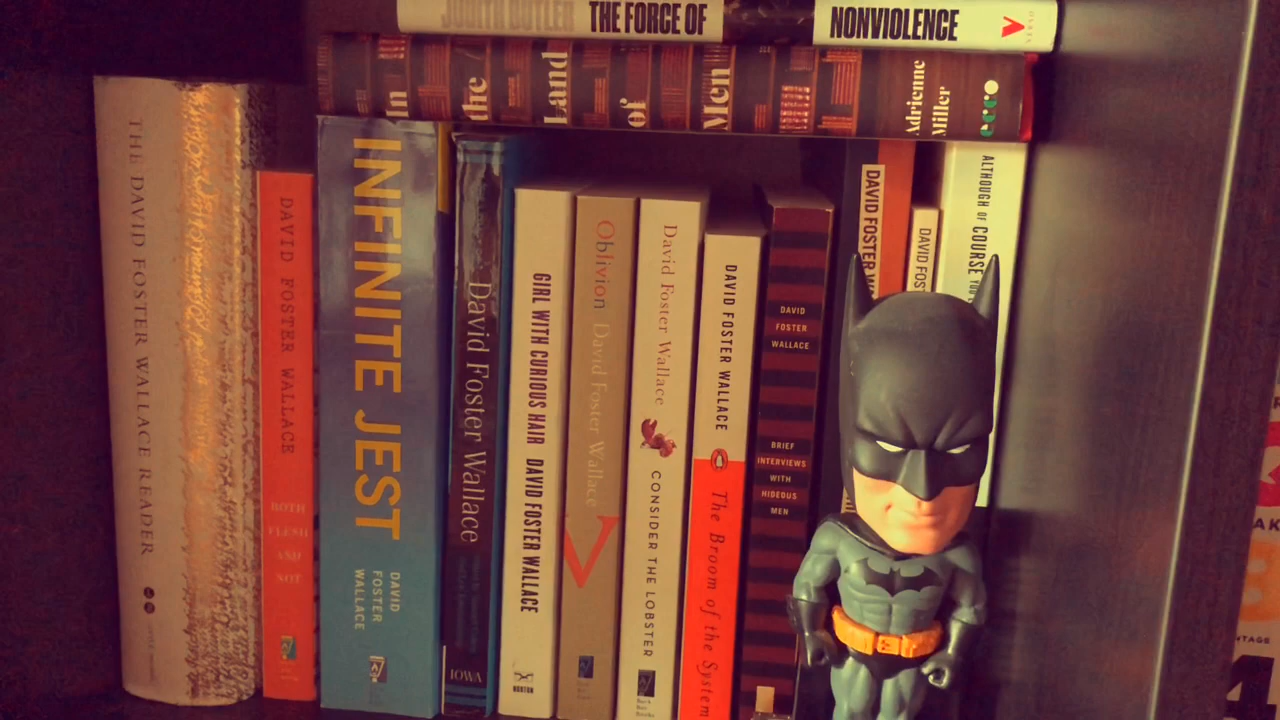 JUDITH BUTLER THE FORCE OF NONVIOLENCE
In the Land of Men Adrienne Miller
THE DAVID FOSTER WALLACE READER
DAVID FOSTER WALLACE BOTH FLESH AND NOT
INFINITE JEST DAVID FOSTER WALLACE
David Foster Wallace IOWA
GIRL WITH CURIOUS HAIR DAVID FOSTER WALLACE NORTON
Oblivion David Foster Wallace
David Foster Wallace CONSIDER THE LOBSTER
DAVID FOSTER WALLACE The Broom of the System
DAVID FOSTER WALLACE BRIEF INTERVIEWS WITH HIDEOUS MEN
DAVID FOSTER
DAVID FOS
ALTHOUGH OF COURSE YOU